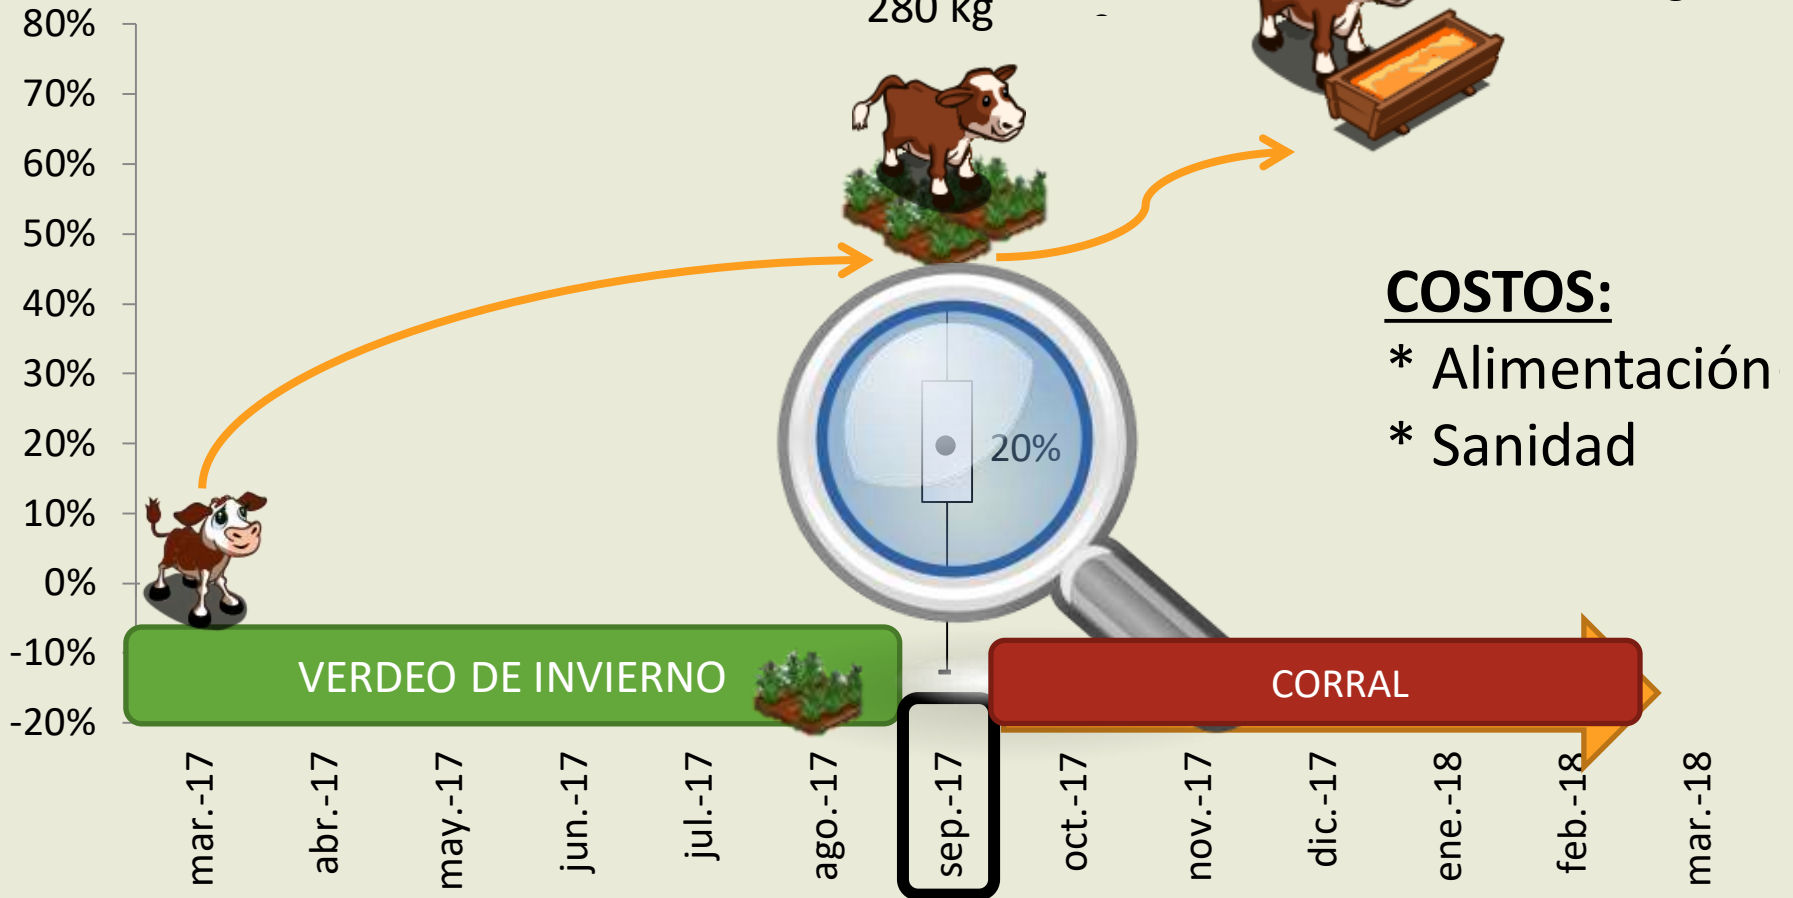 280 kg
80%
70%
60%
50%
40%
30%
20%
10%
0%
-10%
-20%
20%
COSTOS:
* Alimentación
* Sanidad
VERDEO DE INVIERNO
CORRAL
mar.-17
abr.-17
may.-17
jun.-17
jul.-17
ago.-17
sep.-17
oct.-17
nov.-17
dic.-17
ene.-18
feb.-18
mar.-18